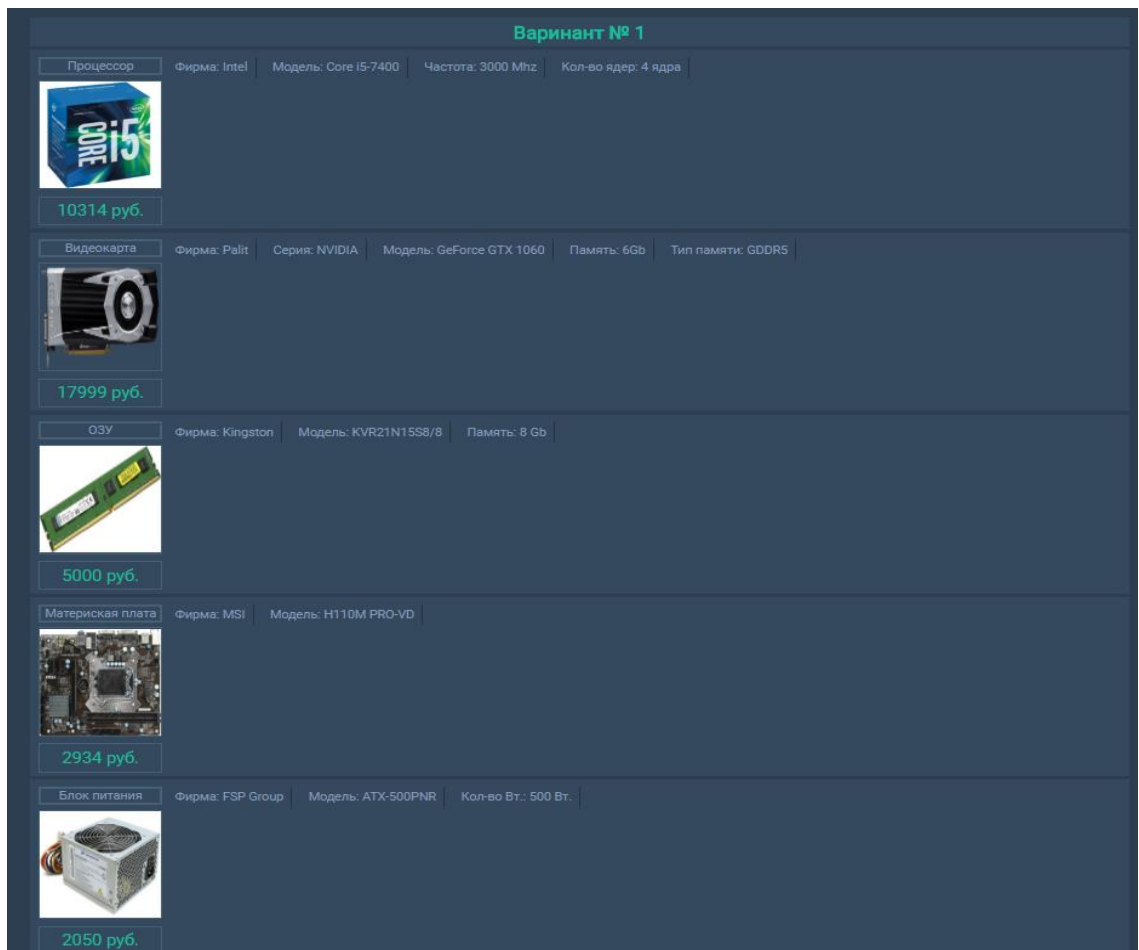 Варинант № 1
Процессор
Фирма: Intel Модель: Core i5-7400 Частота: 3000 Mhz Кол-во ядер: 4 ядра
CORE i5
10314 руб.
Видеокарта
Фирма: Palit Серия: NVIDIA Модель: GeForce GTX 1060 Память: 6Gb Тип памяти: GDDR5
17999 руб.
ОЗУ
Фирма: Kingston Модель: KVR21N15S8/8 Память: 8 Gb
5000 руб.
Материская плата
Фирма: MSI Модель: H110M PRO-VD
2934 руб.
Блок питания
Фирма: FSP Group Модель: ATX-500PNR Кол-во Вт.: 500 Вт.
2050 руб.